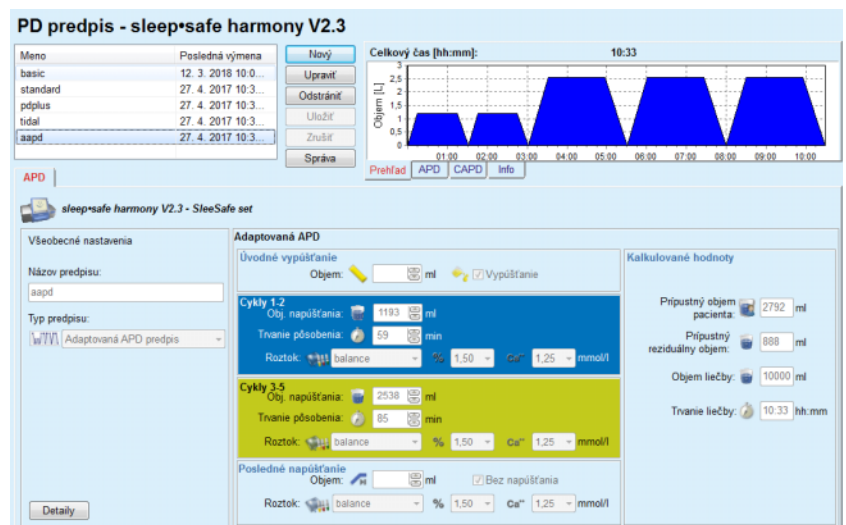 PD predpis - sleep•safe harmony V2.3
Meno Posledná výmena
basic 12. 3. 2018 10:0...
standard 27. 4. 2017 10:3...
pdplus 27. 4. 2017 10:3...
tidal 27. 4. 2017 10:3...
aapd 27. 4. 2017 10:3...
Nový
Upraviť
Odstrániť
Uložiť
Zrušiť
Správa
Celkový čas [hh:mm]: 10:33
Objem [L]
3
2,5
2
1,5
1
0,5
0
01:00 02:00 03:00 04:00 05:00 06:00 07:00 08:00 09:00 10:00
Prehľad APD CAPD Info
APD
sleep•safe harmony V2.3 - SleeSafe set
Všeobecné nastavenia
Názov predpisu:
aapd
Typ predpisu:
Adaptovaná APD predpis
Detaily
Adaptovaná APD
Úvodné vypúšťanie
Objem: ml Vypúšťanie
Cykly 1-2
Obj. napúšťania: 1193 ml
Trvanie pôsobenia: 59 min
Roztok: balance % 1,50 Ca⁺⁺ 1,25 mmol/l
Cykly 3-5
Obj. napúšťania: 2538 ml
Trvanie pôsobenia: 85 min
Roztok: balance % 1,50 Ca⁺⁺ 1,25 mmol/l
Posledné napúšťanie
Objem: ml Bez napúšťania
Roztok: balance % 1,50 Ca⁺⁺ 1,25 mmol/l
Kalkulované hodnoty
Prípustný objem
pacienta: 2792 ml
Prípustný
reziduálny objem: 888 ml
Objem liečby: 10000 ml
Trvanie liečby: 10:33 hh:mm